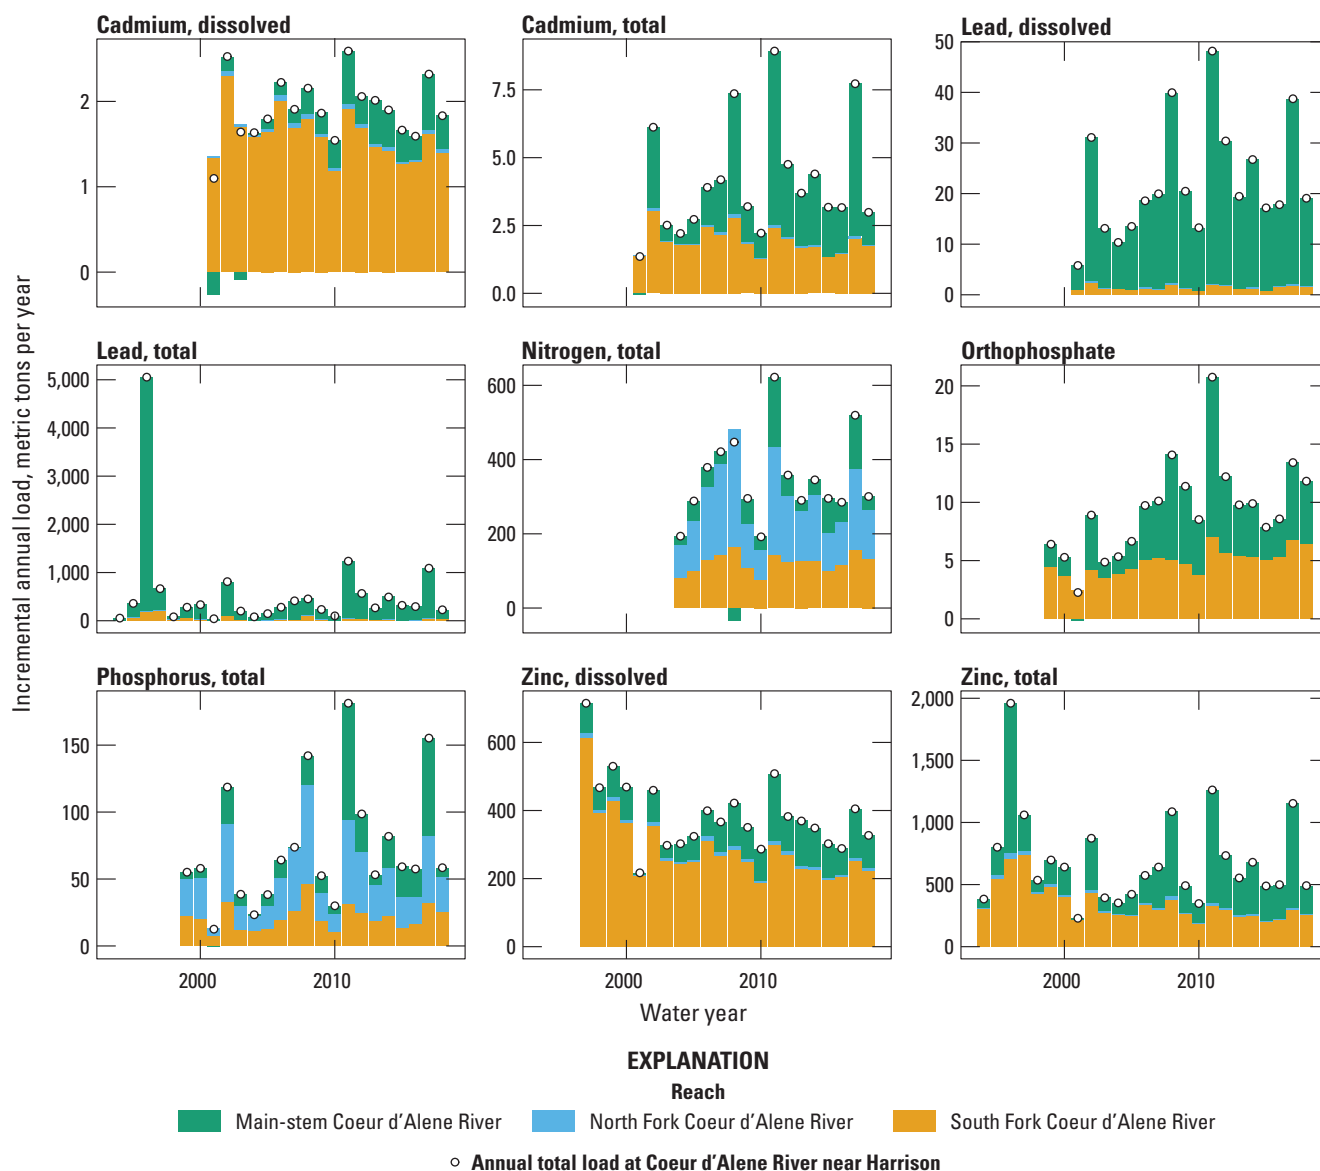 Cadmium, dissolved
Cadmium, total
Lead, dissolved
2
1
0
7.5
5.0
2.5
0.0
50
40
30
20
10
0
Incremental annual load, metric tons per year
Lead, total
Nitrogen, total
Orthophosphate
5,000
4,000
3,000
2,000
1,000
0
600
400
200
0
20
15
10
5
0
Phosphorus, total
Zinc, dissolved
Zinc, total
150
100
50
0
600
400
200
0
2,000
1,500
1,000
500
0
2000 2010
2000 2010
2000 2010
Water year
EXPLANATION
Reach
Main-stem Coeur d'Alene River
North Fork Coeur d'Alene River
South Fork Coeur d'Alene River
Annual total load at Coeur d'Alene River near Harrison